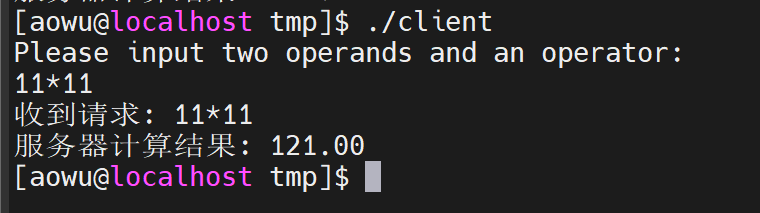 [aowu@localhost tmp]$ ./client
Please input two operands and an operator:
11*11
收到请求: 11*11
服务器计算结果: 121.00
[aowu@localhost tmp]$